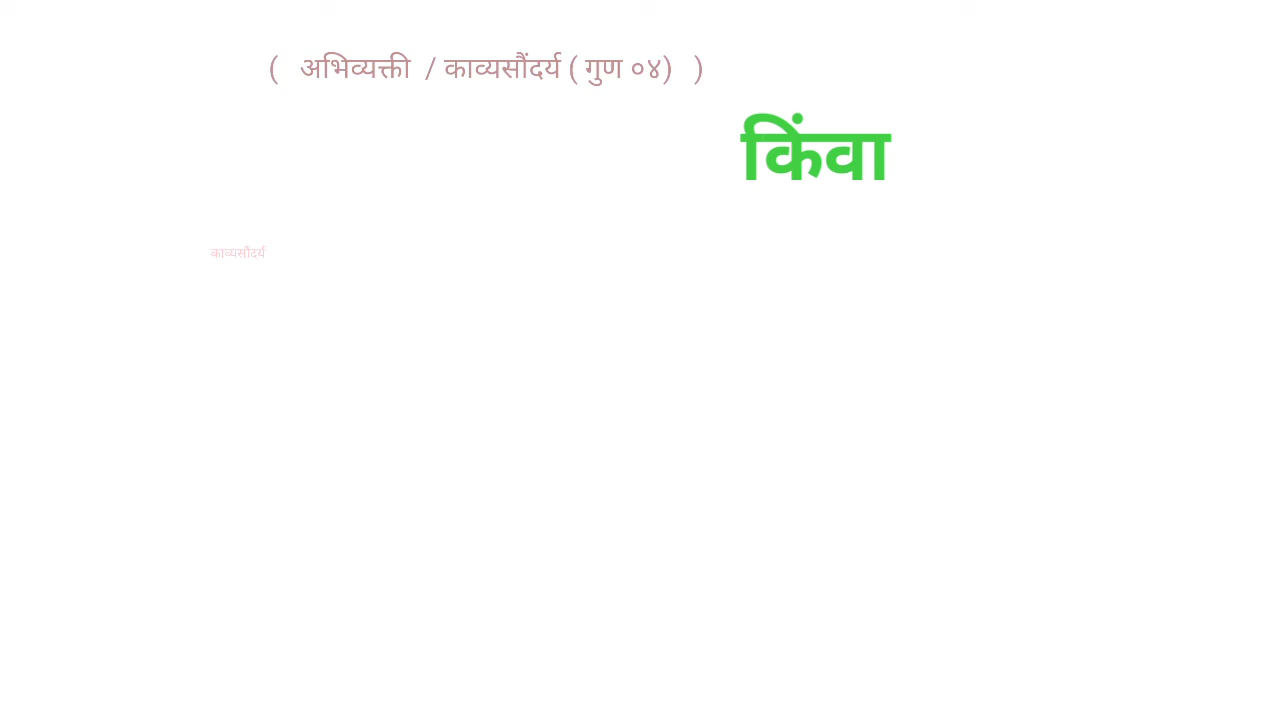 ( अभिव्यक्ती / काव्यसौंदर्य ( गुण ०४) )
किंवा
काव्यसौंदर्य